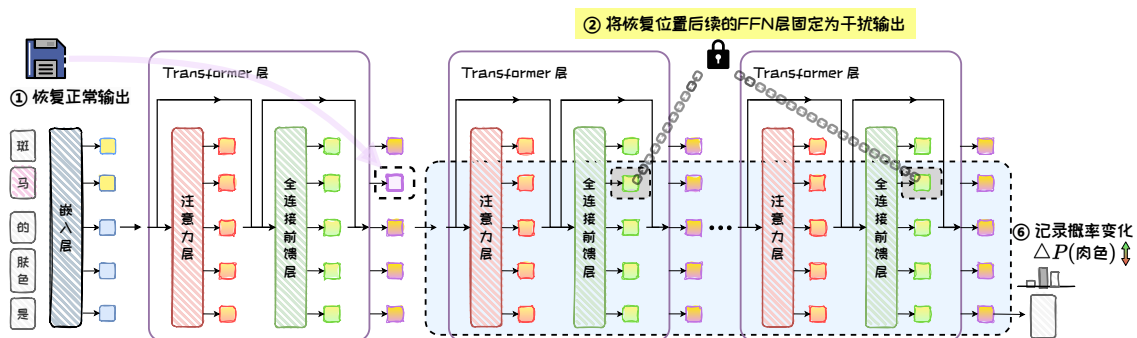 ② 将恢复位置后续的FFN层固定为干扰输出
① 恢复正常输出
Transformer 层
Transformer 层
Transformer 层
斑
马
的
肤色
是
嵌入层
注意力层
全连接前馈层
注意力层
全连接前馈层
注意力层
全连接前馈层
⑥ 记录概率变化
△P(肉色)